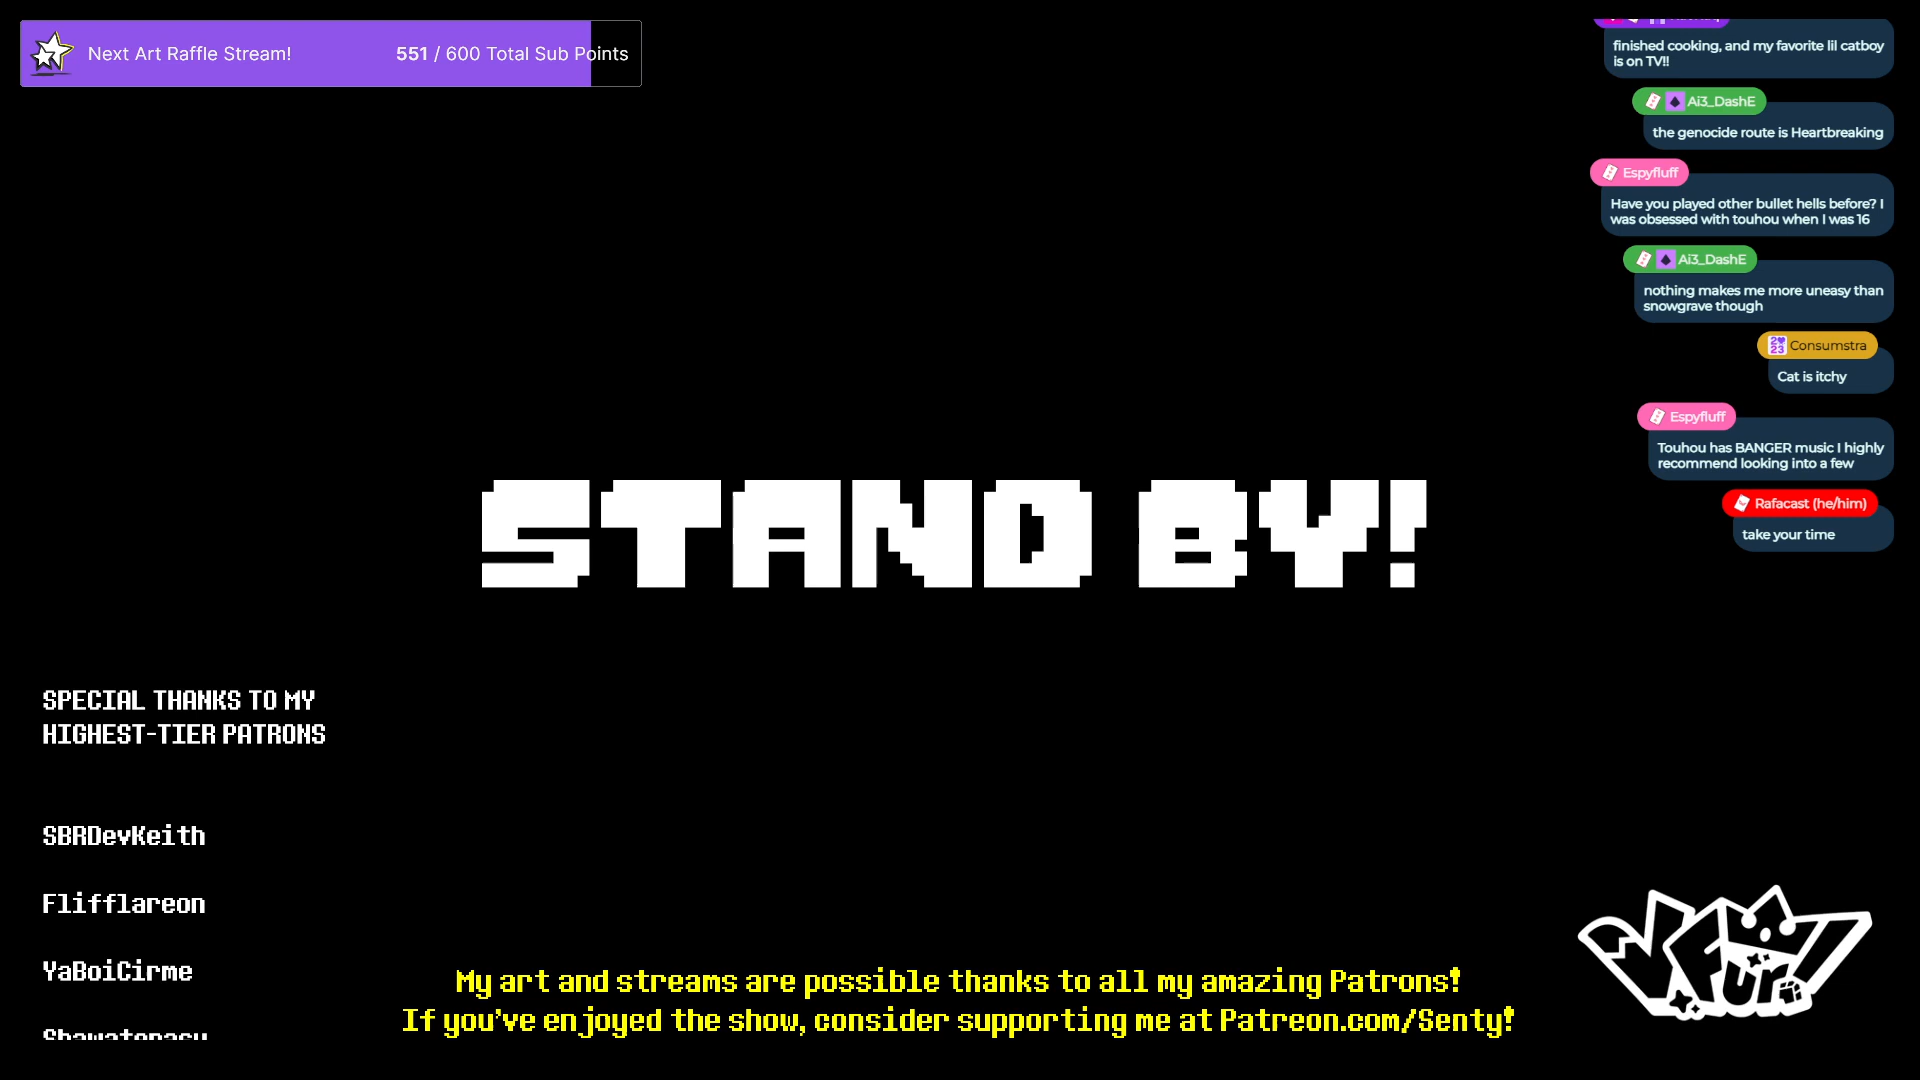 Next Art Raffle Stream!
551 / 600 Total Sub Points
finished cooking, and my favorite lil catboy
is on TV!!
Ai3_DashE
the genocide route is Heartbreaking
Espyfluff
Have you played other bullet hells before? I
was obsessed with touhou when I was 16
Ai3_DashE
nothing makes me more uneasy than
snowgrave though
Consumstra
Cat is itchy
Espyfluff
Touhou has BANGER music I highly
recommend looking into a few
Rafacast (he/him)
take your time
STAND BY!
SPECIAL THANKS TO MY
HIGHEST-TIER PATRONS
SBRDevKeith
Flifflareon
YaBoiCirme
My art and streams are possible thanks to all my amazing Patrons!
If you've enjoyed the show, consider supporting me at Patreon.com/Senty!